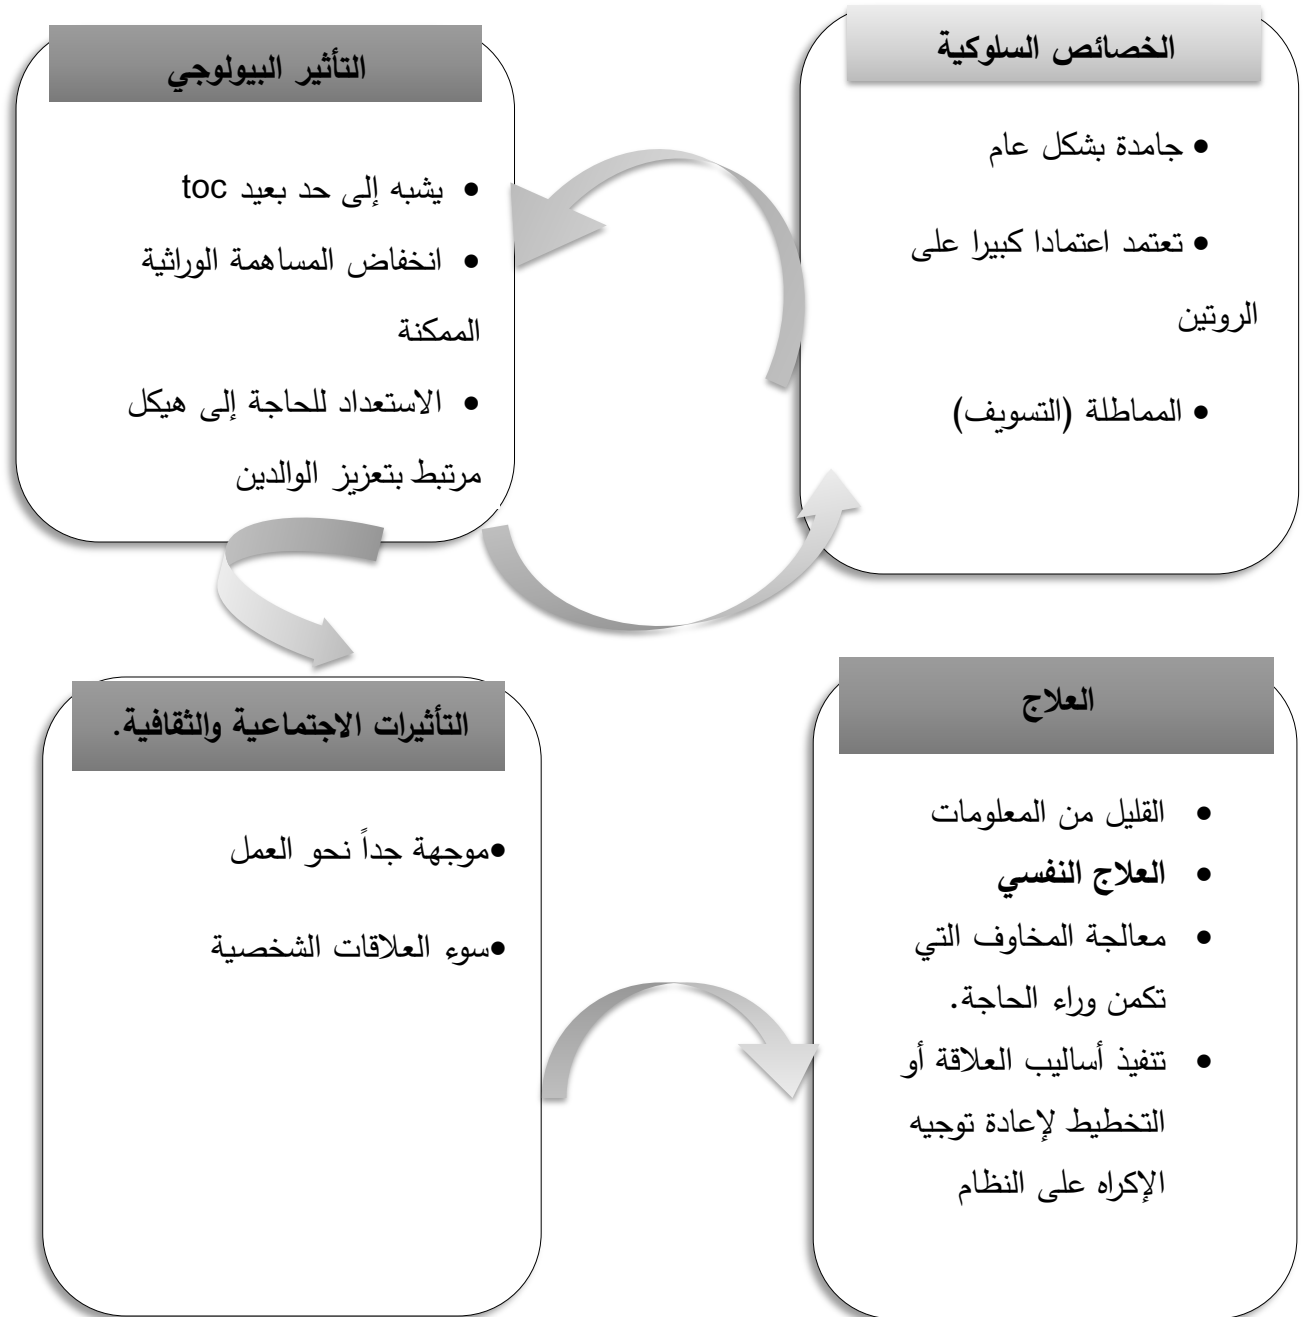 الخصائص السلوكية
• جامدة بشكل عام
• تعتمد اعتمادا كبيرا على
الروتين
• المماطلة (التسويف)
التأثير البيولوجي
• يشبه إلى حد بعيد toc
• انخفاض المساهمة الوراثية
الممكنة
• الاستعداد للحاجة إلى هيكل
مرتبط بتعزيز الوالدين
التأثيرات الاجتماعية والثقافية.
•موجهة جداً نحو العمل
•سوء العلاقات الشخصية
العلاج
• القليل من المعلومات
• العلاج النفسي
• معالجة المخاوف التي
تكمن وراء الحاجة.
• تنفيذ أساليب العلاقة أو
التخطيط لإعادة توجيه
الإكراه على النظام